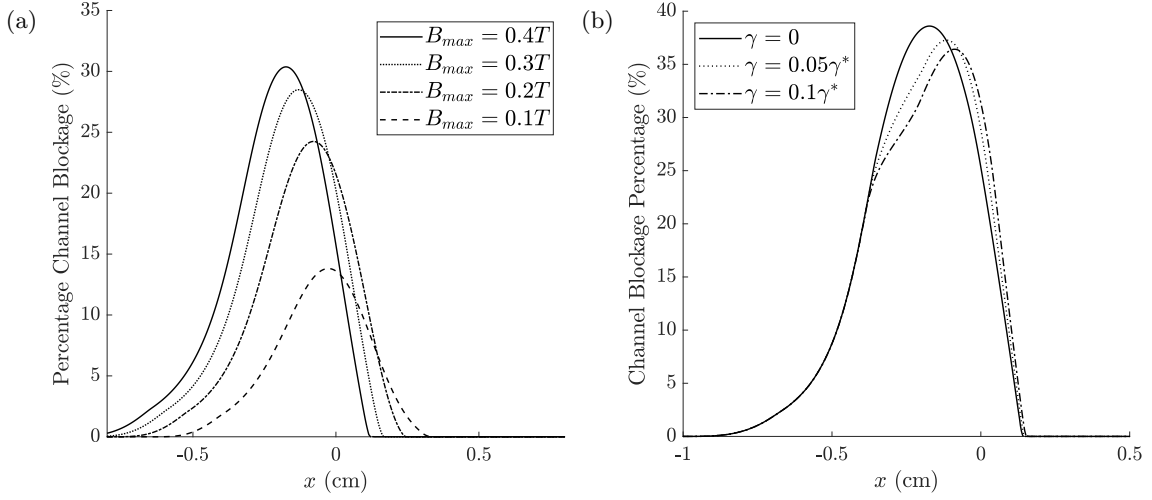 (a)
Percentage Channel Blockage (%)
35
30
25
20
15
10
5
0
-0.5
0
0.5
x (cm)
B_max = 0.4T
B_max = 0.3T
B_max = 0.2T
B_max = 0.1T
(b)
Channel Blockage Percentage (%)
40
35
30
25
20
15
10
5
0
-1
-0.5
0
0.5
x (cm)
γ = 0
γ = 0.05γ*
γ = 0.1γ*